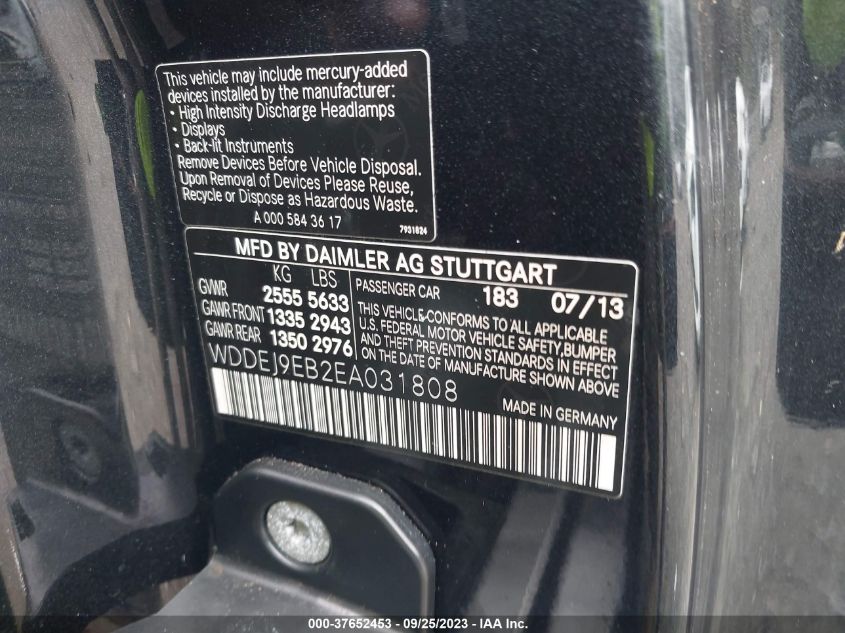 This vehicle may include mercury-added
devices installed by the manufacturer:
• High Intensity Discharge Headlamps
• Displays
• Back-lit Instruments
Remove Devices Before Vehicle Disposal.
Upon Removal of Devices Please Reuse,
Recycle or Dispose as Hazardous Waste.
A 000 584 36 17
7931824
MFD BY DAIMLER AG STUTTGART
KG LBS
GVWR 2555 5633
GAWR FRONT 1335 2943
GAWR REAR 1350 2976
PASSENGER CAR 183 07/13
THIS VEHICLE CONFORMS TO ALL APPLICABLE
U.S. FEDERAL MOTOR VEHICLE SAFETY, BUMPER
AND THEFT PREVENTION STANDARDS IN EFFECT
ON THE DATE OF MANUFACTURE SHOWN ABOVE
WDDEJ9EB2EA031808
MADE IN GERMANY
000-37652453 - 09/25/2023 - IAA Inc.